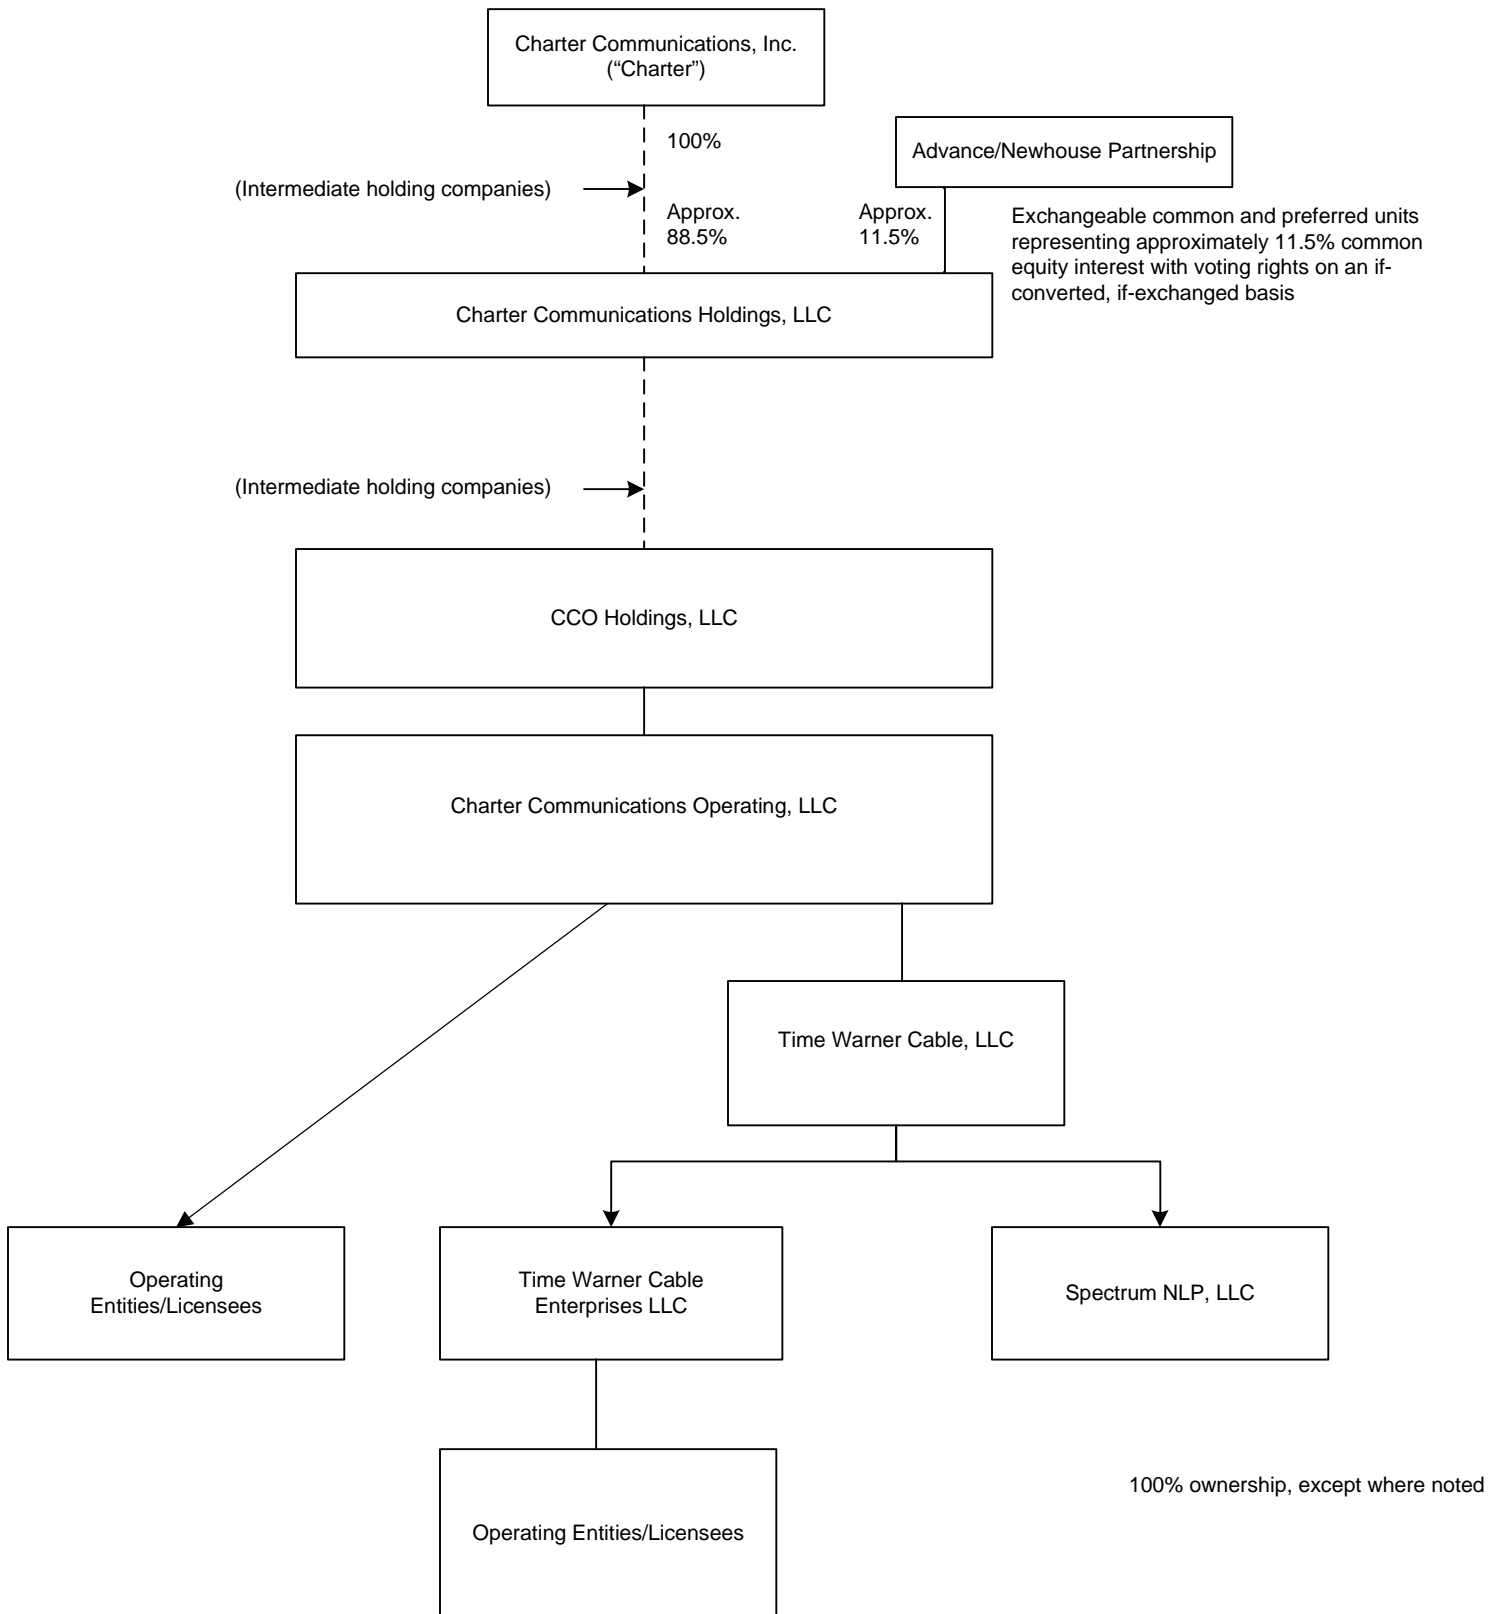 Charter Communications, Inc.
(“Charter”)
100%
Advance/Newhouse Partnership
(Intermediate holding companies)
Approx.
88.5%
Approx.
11.5%
Exchangeable common and preferred units
representing approximately 11.5% common
equity interest with voting rights on an if-
converted, if-exchanged basis
Charter Communications Holdings, LLC
(Intermediate holding companies)
CCO Holdings, LLC
Charter Communications Operating, LLC
Time Warner Cable, LLC
Operating
Entities/Licensees
Time Warner Cable
Enterprises LLC
Spectrum NLP, LLC
100% ownership, except where noted
Operating Entities/Licensees